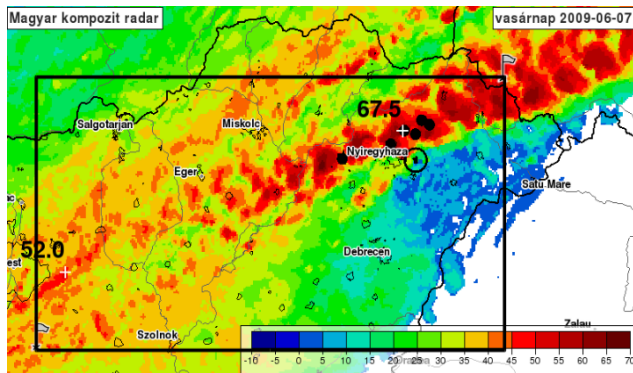 Magyar kompozit radar
vasárnap 2009-06-07
67.5
Salgotarjan
Miskolc
Nyiregyhaza
Eger
Satu Mare
52.0
est
Debrecen
Szolnok
Zalau
-10 -5 0 5 10 15 20 25 30 35 40 45 50 55 60 65 70